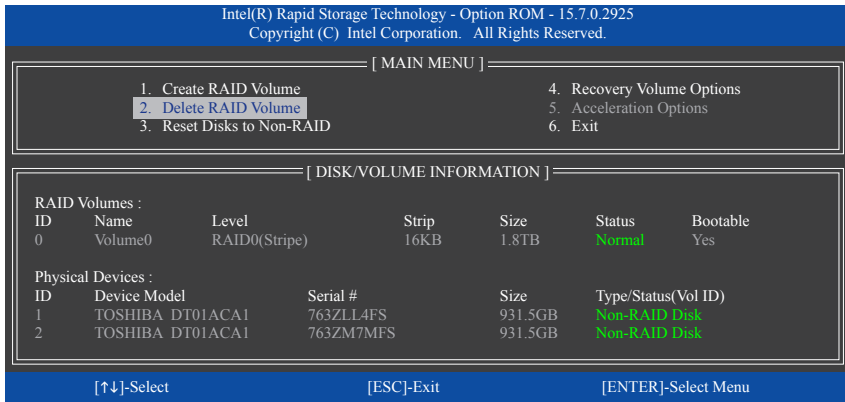 Intel(R) Rapid Storage Technology - Option ROM - 15.7.0.2925
Copyright (C) Intel Corporation. All Rights Reserved.
[ MAIN MENU ]
1. Create RAID Volume 4. Recovery Volume Options
2. Delete RAID Volume 5. Acceleration Options
3. Reset Disks to Non-RAID 6. Exit
[ DISK/VOLUME INFORMATION ]
RAID Volumes :
ID Name Level Strip Size Status Bootable
0 Volume0 RAID0(Stripe) 16KB 1.8TB Normal Yes
Physical Devices :
ID Device Model Serial # Size Type/Status(Vol ID)
1 TOSHIBA DT01ACA1 763ZLL4FS 931.5GB Non-RAID Disk
2 TOSHIBA DT01ACA1 763ZM7MFS 931.5GB Non-RAID Disk
[↑↓]-Select [ESC]-Exit [ENTER]-Select Menu